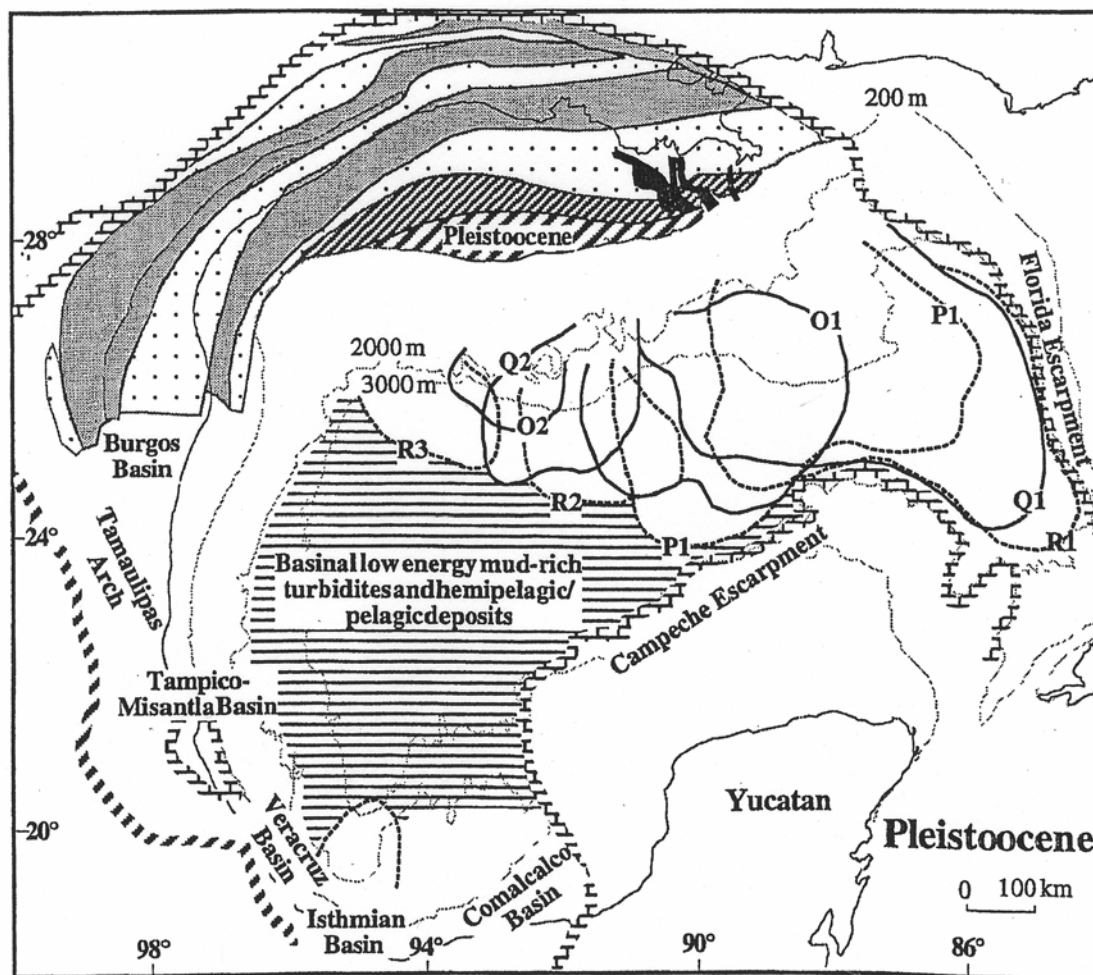 200 m
28°
Pleistoocene
Florida Escarpment
P1
O1
2000 m
Q2
3000 m
O2
Burgos
Basin
R3
R2
Q1
24°
P1
R1
Tamaulipas
Arch
Basinal low energy mud-rich
turbidites and hemipelagic/
pelagic deposits
Campeche Escarpment
Tampico-
Misantla Basin
Yucatan
20°
Veracruz
Basin
Pleistoocene
Comalcalco
Basin
0 100 km
Isthmian
Basin
98°
94°
90°
86°